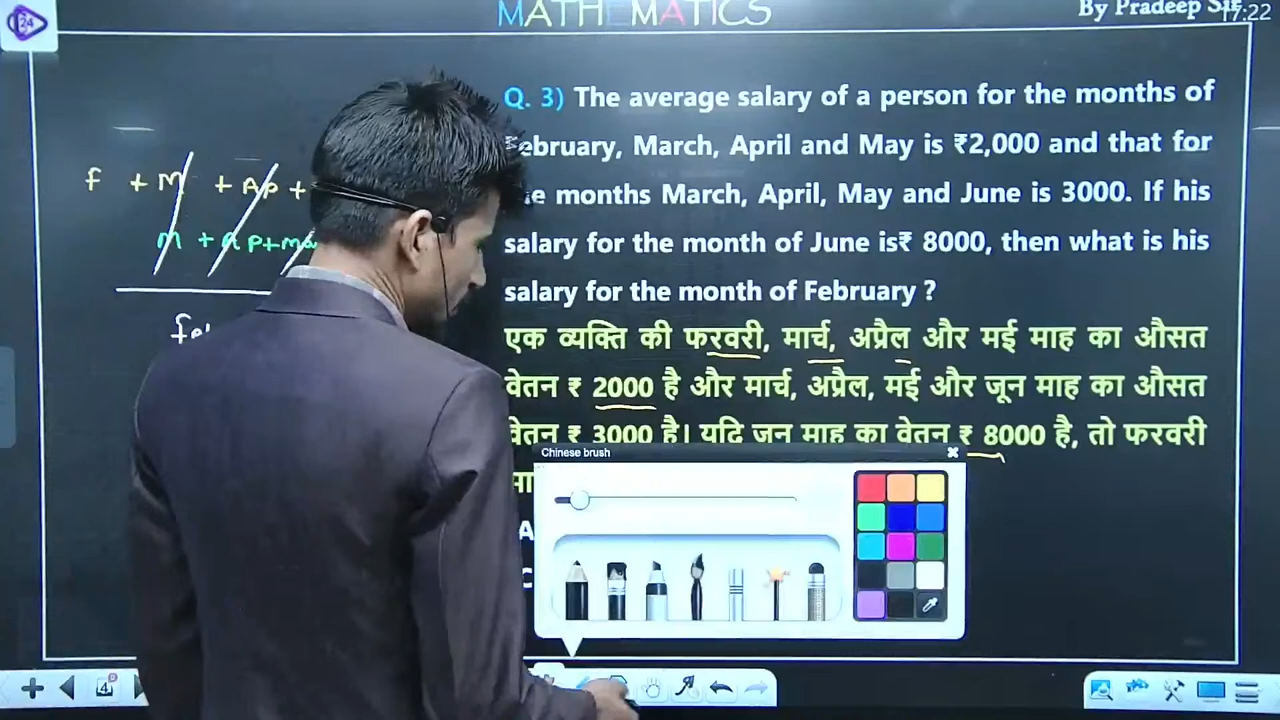 24
MATHEMATICS
By Pradeep Sir
17:22
Q. 3) The average salary of a person for the months of
February, March, April and May is ₹2,000 and that for
months March, April, May and June is 3000. If his
salary for the month of June is₹ 8000, then what is his
salary for the month of February ?
एक व्यक्ति की फरवरी, मार्च, अप्रैल और मई माह का औसत
वेतन ₹ 2000 है और मार्च, अप्रैल, मई और जून माह का औसत
वेतन ₹ 3000 है। यदि जून माह का वेतन ₹ 8000 है, तो फरवरी
f + M + Ap +
M + Ap+Ma
Chinese brush
4